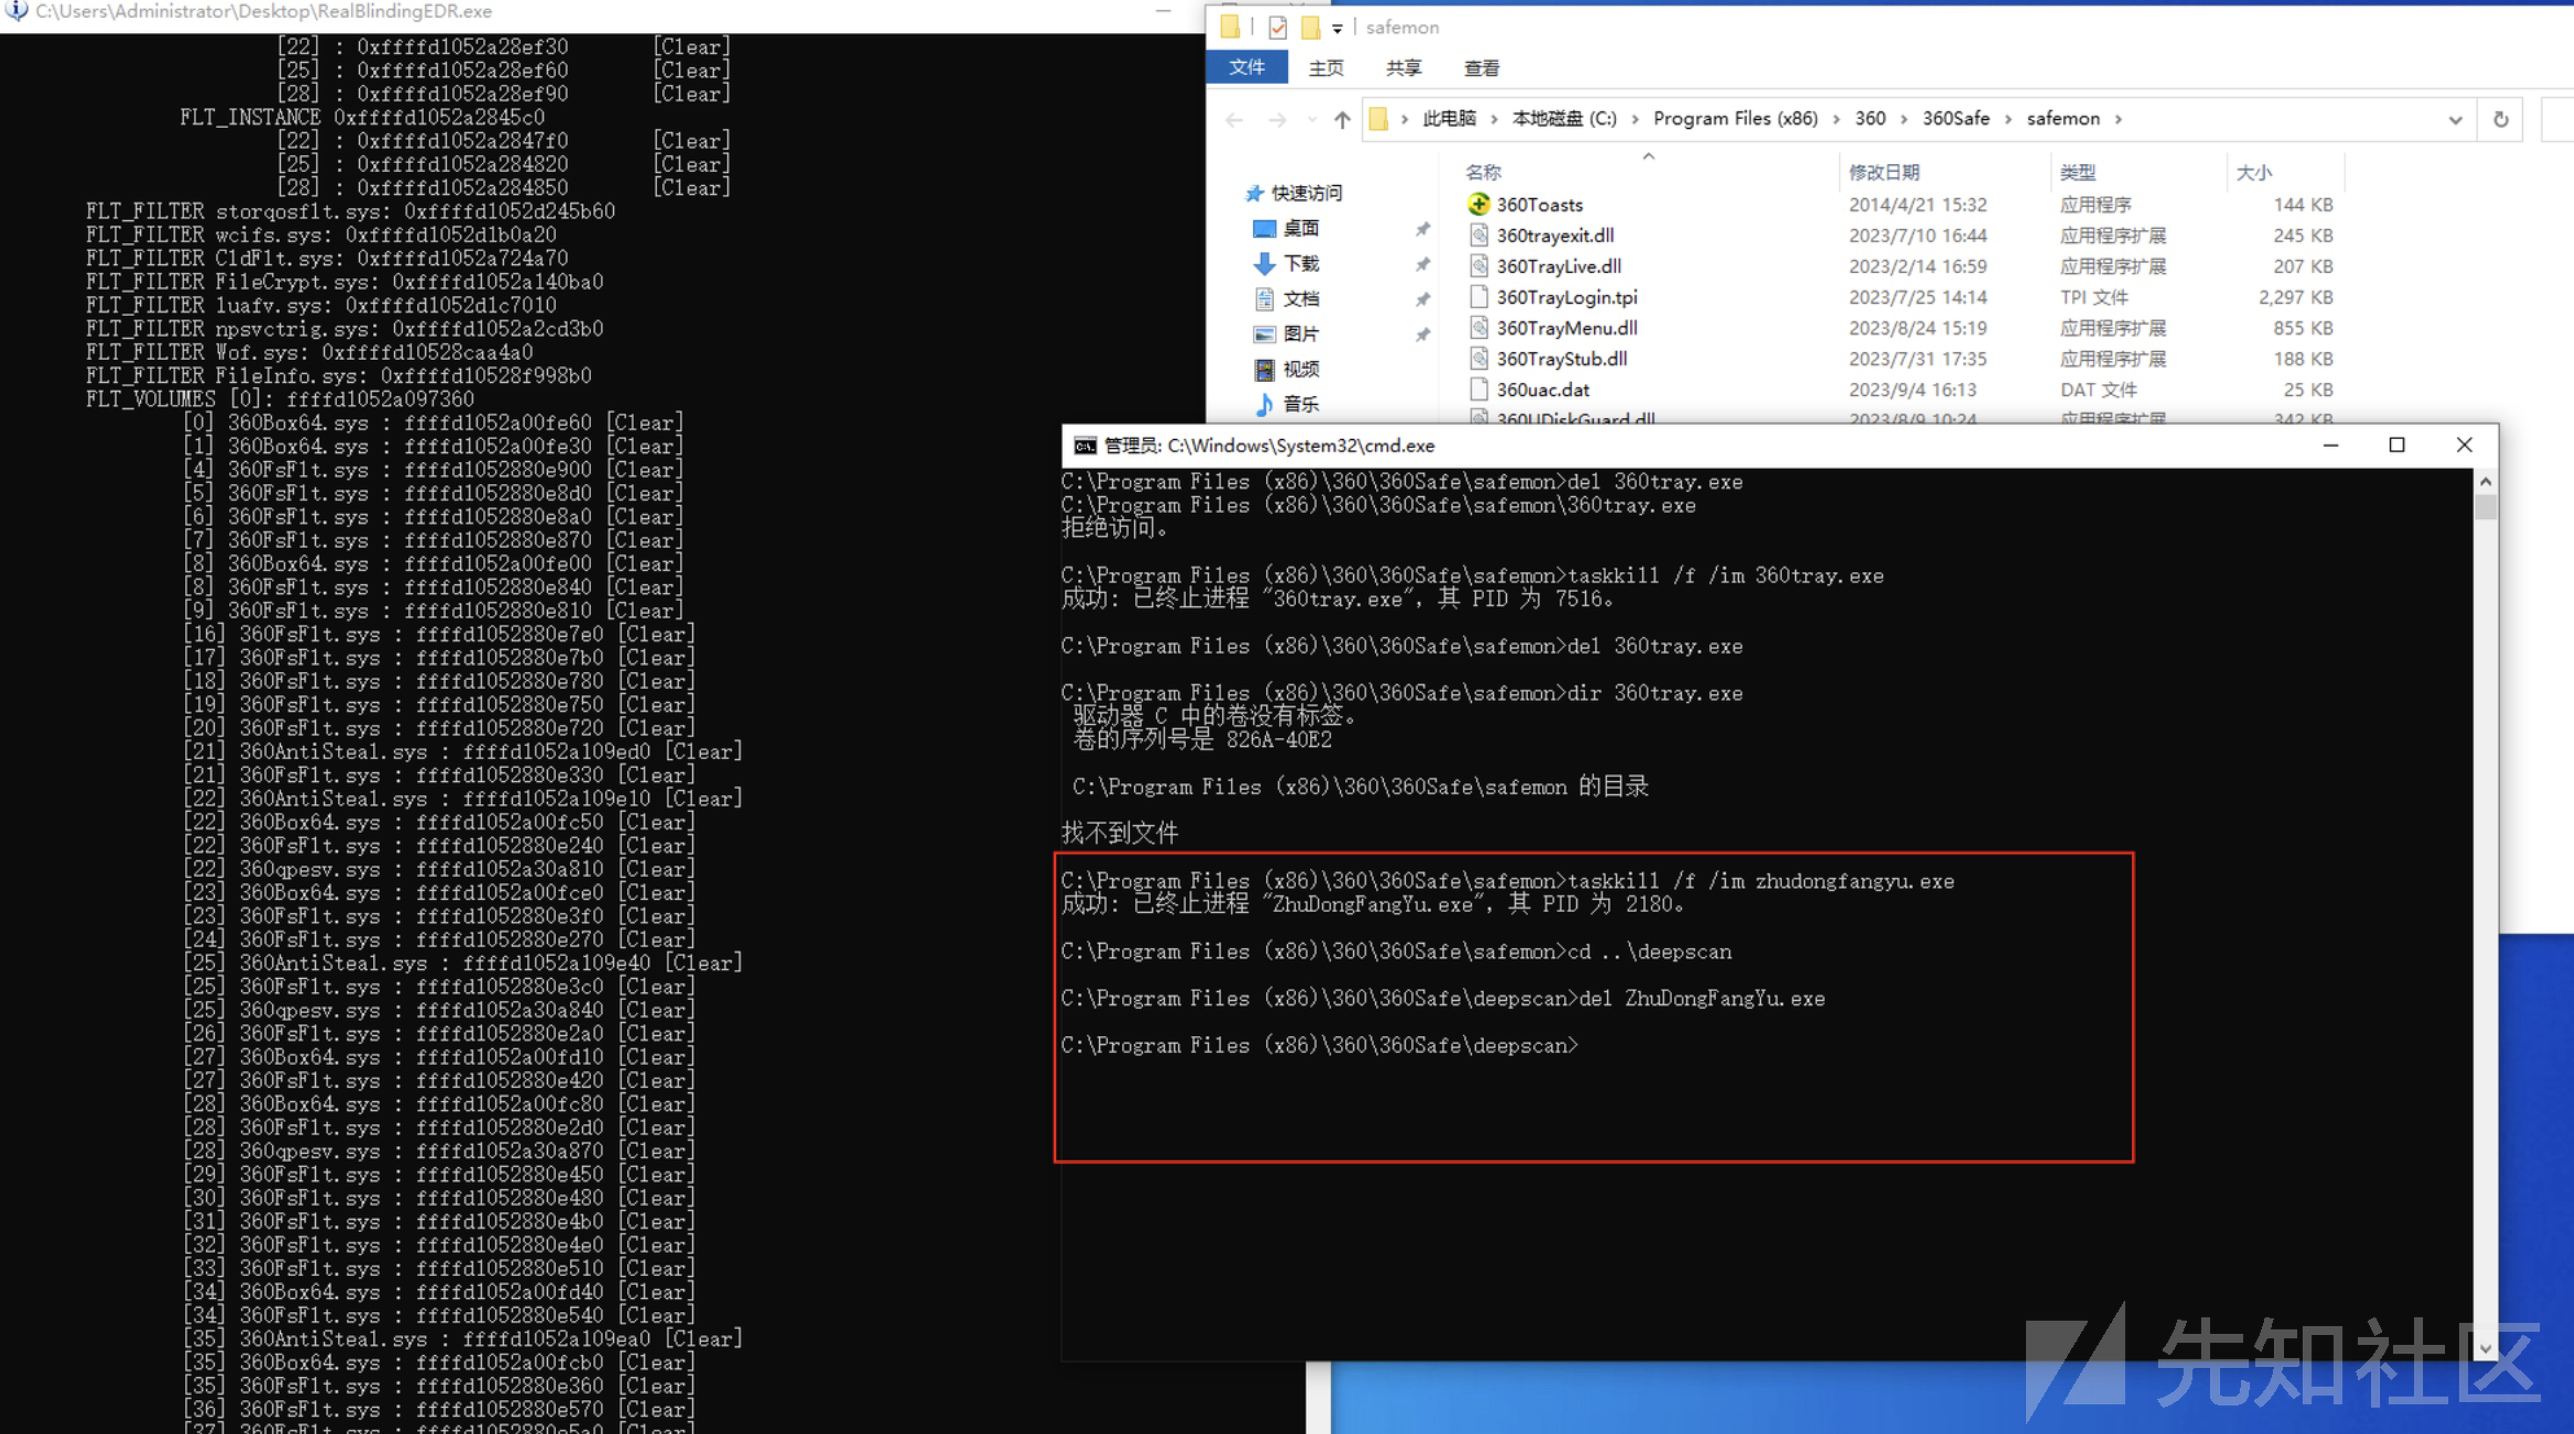 C:\Users\Administrator\Desktop\RealBlindingEDR.exe
[22] : 0xffffd1052a28ef30 [Clear]
[25] : 0xffffd1052a28ef60 [Clear]
[28] : 0xffffd1052a28ef90 [Clear]
FLT_INSTANCE 0xffffd1052a2845c0
[22] : 0xffffd1052a2847f0 [Clear]
[25] : 0xffffd1052a284820 [Clear]
[28] : 0xffffd1052a284850 [Clear]
FLT_FILTER storqosflt.sys: 0xffffd1052d245b60
FLT_FILTER wcifs.sys: 0xffffd1052d1b0a20
FLT_FILTER CldFlt.sys: 0xffffd1052a724a70
FLT_FILTER FileCrypt.sys: 0xffffd1052a140ba0
FLT_FILTER luafv.sys: 0xffffd1052d1c7010
FLT_FILTER npsvctrig.sys: 0xffffd1052a2cd3b0
FLT_FILTER Wof.sys: 0xffffd10528caa4a0
FLT_FILTER FileInfo.sys: 0xffffd10528f998b0
FLT_VOLUMES [0]: ffffd1052a097360
[0] 360Box64.sys : ffffd1052a00fe60 [Clear]
[1] 360Box64.sys : ffffd1052a00fe30 [Clear]
[4] 360FsFlt.sys : ffffd1052880e900 [Clear]
[5] 360FsFlt.sys : ffffd1052880e8d0 [Clear]
[6] 360FsFlt.sys : ffffd1052880e8a0 [Clear]
[7] 360FsFlt.sys : ffffd1052880e870 [Clear]
[8] 360Box64.sys : ffffd1052a00fe00 [Clear]
[8] 360FsFlt.sys : ffffd1052880e840 [Clear]
[9] 360FsFlt.sys : ffffd1052880e810 [Clear]
[16] 360FsFlt.sys : ffffd1052880e7e0 [Clear]
[17] 360FsFlt.sys : ffffd1052880e7b0 [Clear]
[18] 360FsFlt.sys : ffffd1052880e780 [Clear]
[19] 360FsFlt.sys : ffffd1052880e750 [Clear]
[20] 360FsFlt.sys : ffffd1052880e720 [Clear]
[21] 360AntiSteal.sys : ffffd1052a109ed0 [Clear]
[21] 360FsFlt.sys : ffffd1052880e330 [Clear]
[22] 360AntiSteal.sys : ffffd1052a109e10 [Clear]
[22] 360Box64.sys : ffffd1052a00fc50 [Clear]
[22] 360FsFlt.sys : ffffd1052880e240 [Clear]
[22] 360qpesv.sys : ffffd1052a30a810 [Clear]
[23] 360Box64.sys : ffffd1052a00fce0 [Clear]
[23] 360FsFlt.sys : ffffd1052880e3f0 [Clear]
[24] 360FsFlt.sys : ffffd1052880e270 [Clear]
[25] 360AntiSteal.sys : ffffd1052a109e40 [Clear]
[25] 360FsFlt.sys : ffffd1052880e3c0 [Clear]
[25] 360qpesv.sys : ffffd1052a30a840 [Clear]
[26] 360FsFlt.sys : ffffd1052880e2a0 [Clear]
[27] 360Box64.sys : ffffd1052a00fd10 [Clear]
[27] 360FsFlt.sys : ffffd1052880e420 [Clear]
[28] 360Box64.sys : ffffd1052a00fc80 [Clear]
[28] 360FsFlt.sys : ffffd1052880e2d0 [Clear]
[28] 360qpesv.sys : ffffd1052a30a870 [Clear]
[29] 360FsFlt.sys : ffffd1052880e450 [Clear]
[30] 360FsFlt.sys : ffffd1052880e480 [Clear]
[31] 360FsFlt.sys : ffffd1052880e4b0 [Clear]
[32] 360FsFlt.sys : ffffd1052880e4e0 [Clear]
[33] 360FsFlt.sys : ffffd1052880e510 [Clear]
[34] 360Box64.sys : ffffd1052a00fd40 [Clear]
[34] 360FsFlt.sys : ffffd1052880e540 [Clear]
[35] 360AntiSteal.sys : ffffd1052a109ea0 [Clear]
[35] 360Box64.sys : ffffd1052a00fcb0 [Clear]
[35] 360FsFlt.sys : ffffd1052880e360 [Clear]
[36] 360FsFlt.sys : ffffd1052880e570 [Clear]
[37] 360FsFlt.sys : ffffd1052880e5a0 [Clear]
safemon
文件 主页 共享 查看
此电脑 > 本地磁盘 (C:) > Program Files (x86) > 360 > 360Safe > safemon >
名称 修改日期 类型 大小
快速访问
桌面
下载
文档
图片
视频
音乐
360Toasts 2014/4/21 15:32 应用程序 144 KB
360trayexit.dll 2023/7/10 16:44 应用程序扩展 245 KB
360TrayLive.dll 2023/2/14 16:59 应用程序扩展 207 KB
360TrayLogin.tpi 2023/7/25 14:14 TPI 文件 2,297 KB
360TrayMenu.dll 2023/8/24 15:19 应用程序扩展 855 KB
360TrayStub.dll 2023/7/31 17:35 应用程序扩展 188 KB
360uac.dat 2023/9/4 16:13 DAT 文件 25 KB
360UDiskGuard.dll 2023/8/9 10:24 应用程序扩展 342 KB
管理员: C:\Windows\System32\cmd.exe
C:\Program Files (x86)\360\360Safe\safemon>del 360tray.exe
C:\Program Files (x86)\360\360Safe\safemon\360tray.exe
拒绝访问。
C:\Program Files (x86)\360\360Safe\safemon>taskkill /f /im 360tray.exe
成功: 已终止进程 "360tray.exe"，其 PID 为 7516。
C:\Program Files (x86)\360\360Safe\safemon>del 360tray.exe
C:\Program Files (x86)\360\360Safe\safemon>dir 360tray.exe
驱动器 C 中的卷没有标签。
卷的序列号是 826A-40E2
C:\Program Files (x86)\360\360Safe\safemon 的目录
找不到文件
C:\Program Files (x86)\360\360Safe\safemon>taskkill /f /im zhudongfangyu.exe
成功: 已终止进程 "ZhuDongFangYu.exe"，其 PID 为 2180。
C:\Program Files (x86)\360\360Safe\safemon>cd ..\deepscan
C:\Program Files (x86)\360\360Safe\deepscan>del ZhuDongFangYu.exe
C:\Program Files (x86)\360\360Safe\deepscan>
先知社区